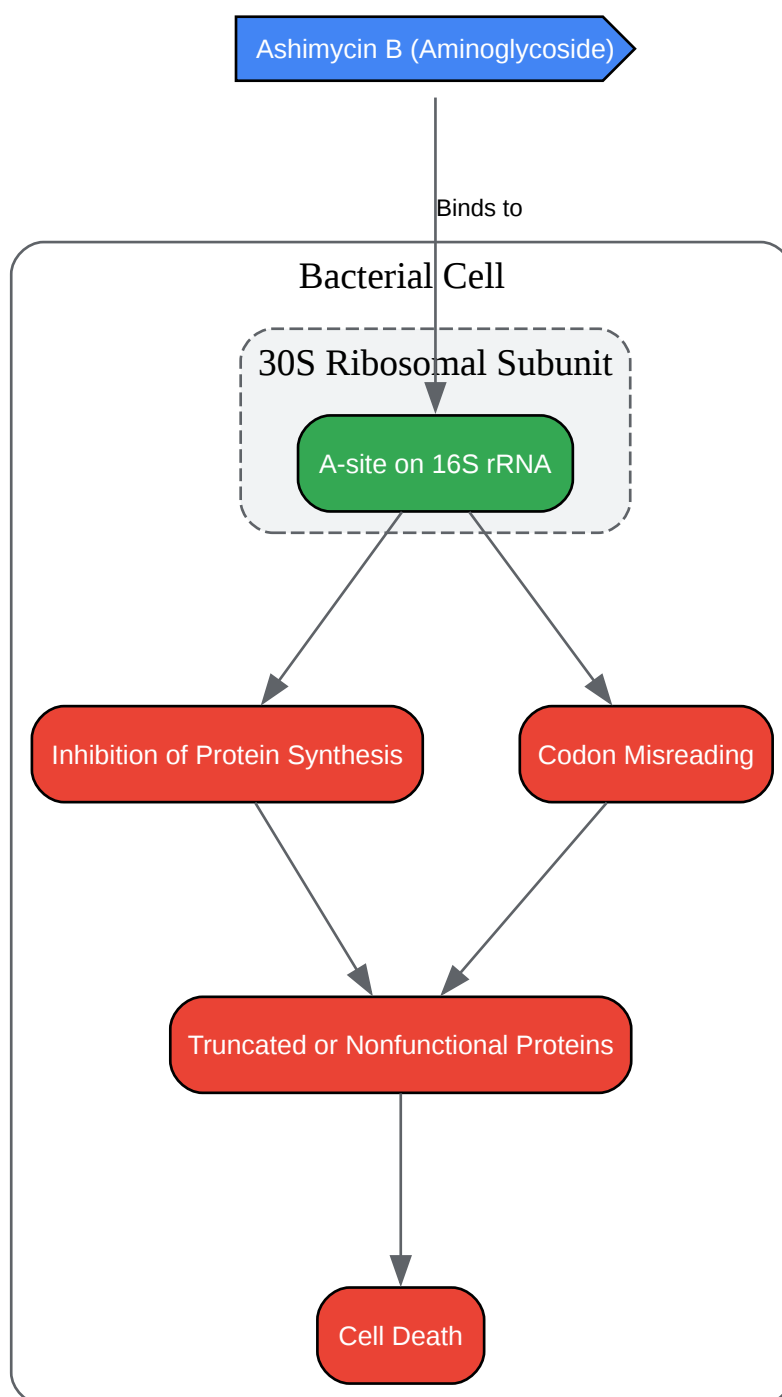 Ashimycin B (Aminoglycoside)
Binds to
Bacterial Cell
30S Ribosomal Subunit
A-site on 16S rRNA
Inhibition of Protein Synthesis
Codon Misreading
Truncated or Nonfunctional Proteins
Cell Death